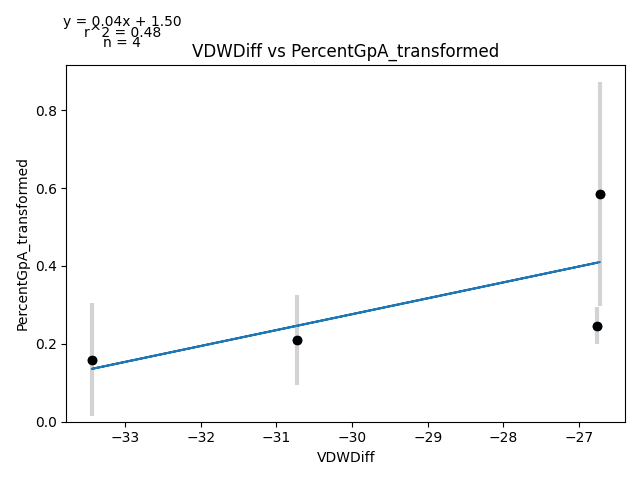 y = 0.04x + 1.50
r^2 = 0.48
n = 4
VDWDiff vs PercentGpA_transformed
PercentGpA_transformed
0.8
0.6
0.4
0.2
0.0
−33
−32
−31
−30
−29
−28
−27
VDWDiff